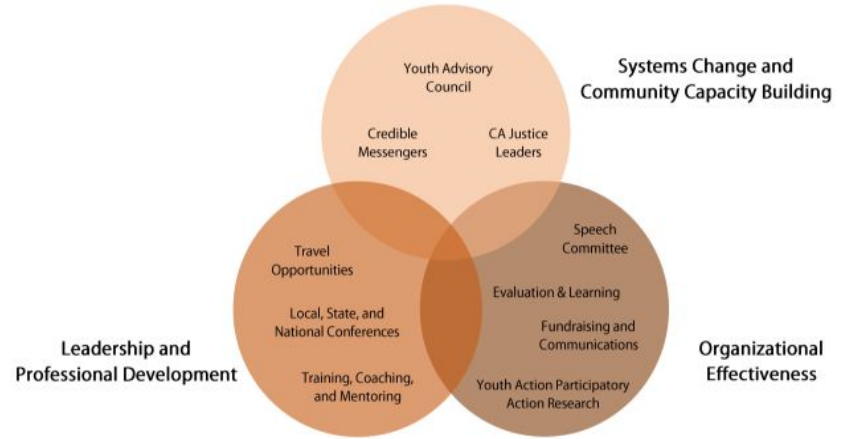 Systems Change and
Community Capacity Building
Youth Advisory
Council
Credible
Messengers
CA Justice
Leaders
Leadership and
Professional Development
Travel
Opportunities
Local, State, and
National Conferences
Training, Coaching,
and Mentoring
Speech
Committee
Evaluation & Learning
Fundraising and
Communications
Youth Action Participatory
Action Research
Organizational
Effectiveness